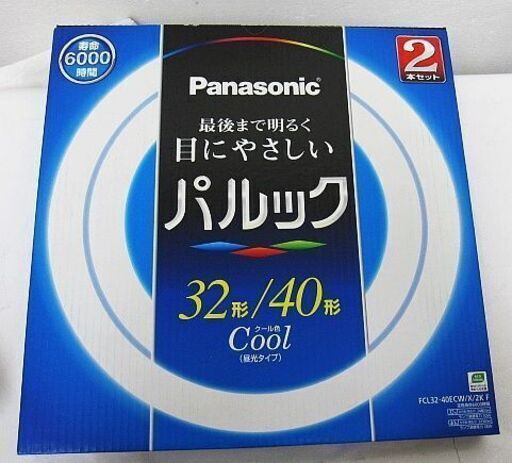 寿命
6000
時間
2
本セット
Panasonic
最後まで明るく
目にやさしい
パルック
32形/40形
クール色
Cool
(昼光タイプ)
FCL32-40ECW/X/2K F